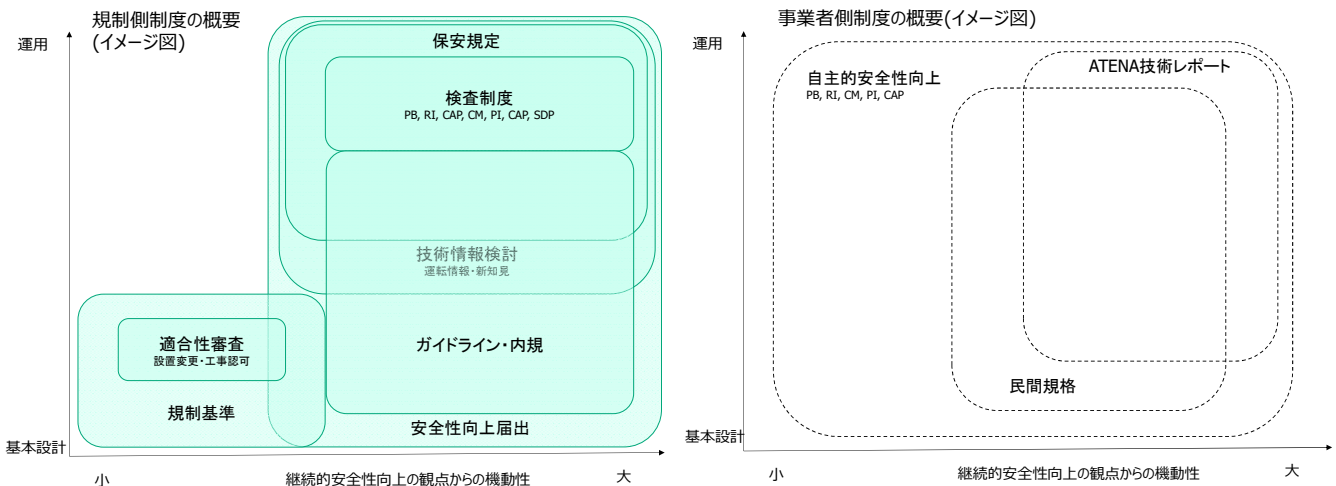 規制側制度の概要
(イメージ図)
運用
保安規定
検査制度
PB, RI, CAP, CM, PI, CAP, SDP
技術情報検討
運転情報・新知見
適合性審査
設置変更・工事認可
ガイドライン・内規
規制基準
安全性向上届出
基本設計
小
継続的安全性向上の観点からの機動性
大
事業者側制度の概要(イメージ図)
運用
ATENA技術レポート
自主的安全性向上
PB, RI, CM, PI, CAP
民間規格
基本設計
小
継続的安全性向上の観点からの機動性
大